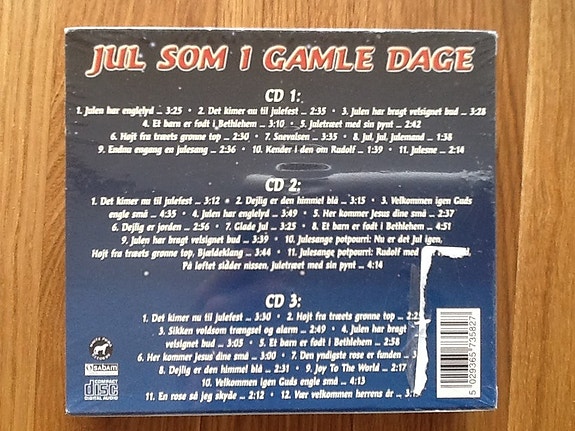 JUL SOM I GAMLE DAGE
CD 1:
1. Julen har englelyd ... 3:25 • 2. Det kimer nu til julefest ... 2:35 • 3. Julen har bragt velsignet bud ... 3:28
4. Et barn er født i Bethlehem ... 3:10 • 5. Juletræet med sin pynt ... 2:42
6. Højt fra træets grønne top ... 2:30 • 7. Snevalsen ... 3:35 • 8. Jul, Jul, Julemand ... 1:38
9. Endnu engang en julesang ... 2:36 • 10. Kender i den om Rudolf ... 1:39 • 11. Julesne ... 2:14
CD 2:
1. Det kimer nu til julefest ... 3:12 • 2. Dejlig er den himmel blå ... 3:15 • 3. Velkommen igen Guds
engle små ... 4:35 • 4. Julen har englelyd ... 3:49 • 5. Her kommer Jesus dine små ... 2:37
6. Dejlig er jorden ... 2:56 • 7. Glade Jul ... 3:25 • 8. Et barn er født i Bethlehem ... 4:51
9. Julen har bragt velsignet bud ... 3:39 • 10. Julesange potpourri: Nu er det Jul igen,
Højt fra træets grønne top, Bjældeklang ... 3:44 • 11. Julesange potpourri: Rudolf med
På loftet sidder nissen, Juletræet med sin pynt ... 4:14
CD 3:
1. Det kimer nu til julefest ... 3:30 • 2. Højt fra træets grønne top ... 2:25
3. Sikken voldsom trængsel og alarm ... 2:49 • 4. Julen har bragt
velsignet bud ... 3:05 • 5. Et barn er født i Bethlehem ... 2:58
6. Her kommer Jesus dine små ... 3:00 • 7. Den yndigste rose er funden
8. Dejlig er den himmel blå ... 2:31 • 9. Joy To The World ... 2:17
10. Velkommen igen Guds engle små ... 4:13
11. En rose så jeg skyde ... 2:12 • 12. Vær velkommen herrens år
sabam
COMPACT
disc
DIGITAL AUDIO
5 029365 735827